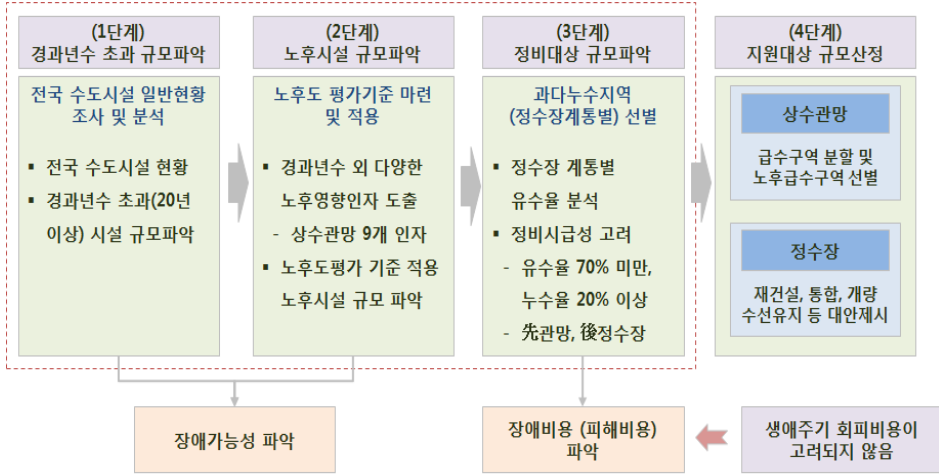 (1단계)
경과년수 초과 규모파악
전국 수도시설 일반현황
조사 및 분석
▪ 전국 수도시설 현황
▪ 경과년수 초과(20년
이상) 시설 규모파악
(2단계)
노후시설 규모파악
노후도 평가기준 마련
및 적용
▪ 경과년수 외 다양한
노후영향인자 도출
- 상수관망 9개 인자
▪ 노후도평가 기준 적용
노후시설 규모 파악
(3단계)
정비대상 규모파악
과다누수지역
(정수장계통별) 선별
▪ 정수장 계통별
유수율 분석
▪ 정비시급성 고려
- 유수율 70% 미만,
누수율 20% 이상
- 先관망, 後정수장
(4단계)
지원대상 규모산정
상수관망
급수구역 분할 및
노후급수구역 선별
정수장
재건설, 통합, 개량
수선유지 등 대안제시
장애가능성 파악
장애비용 (피해비용)
파악
생애주기 회피비용이
고려되지 않음